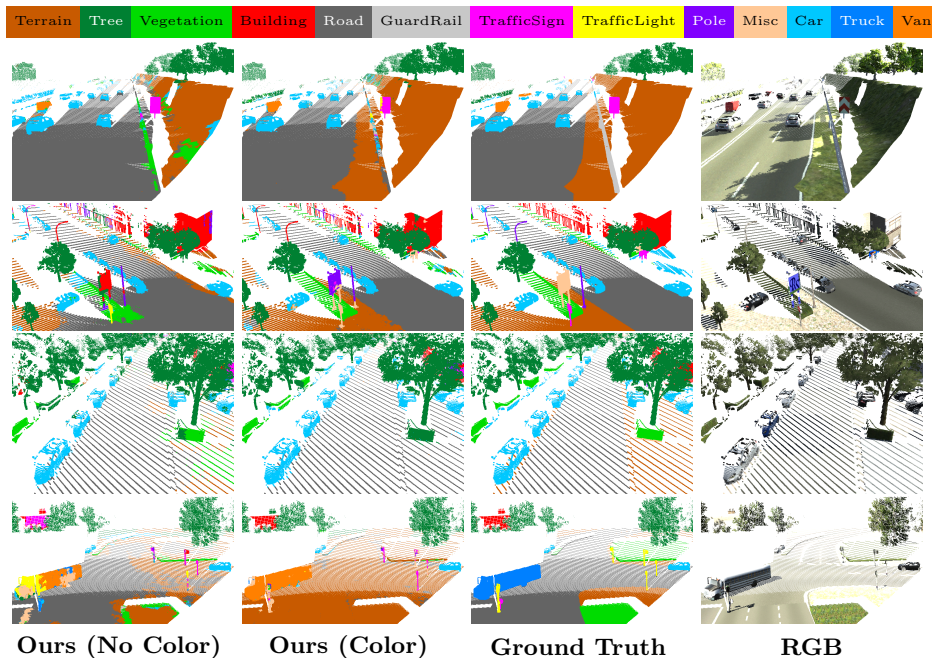 Terrain Tree Vegetation Building Road GuardRail TrafficSign TrafficLight Pole Misc Car Truck Van
Ours (No Color) Ours (Color) Ground Truth RGB